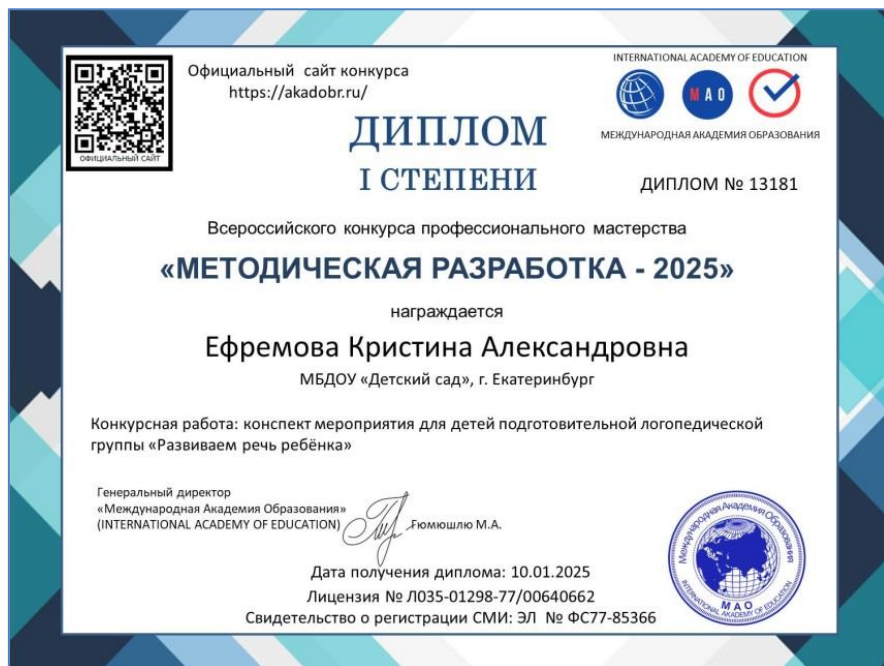 Официальный сайт конкурса
https://akadobr.ru/
ОФИЦИАЛЬНЫЙ САЙТ
INTERNATIONAL ACADEMY OF EDUCATION
МАО
МЕЖДУНАРОДНАЯ АКАДЕМИЯ ОБРАЗОВАНИЯ
ДИПЛОМ
I СТЕПЕНИ
ДИПЛОМ № 13181
Всероссийского конкурса профессионального мастерства
«МЕТОДИЧЕСКАЯ РАЗРАБОТКА - 2025»
награждается
Ефремова Кристина Александровна
МБДОУ «Детский сад», г. Екатеринбург
Конкурсная работа: конспект мероприятия для детей подготовительной логопедической
группы «Развиваем речь ребёнка»
Генеральный директор
«Международная Академия Образования»
(INTERNATIONAL ACADEMY OF EDUCATION)
Гюмюшлю М.А.
Международная Академия Образования
МАО
INTERNATIONAL ACADEMY OF EDUCATION
Дата получения диплома: 10.01.2025
Лицензия № Л035-01298-77/00640662
Свидетельство о регистрации СМИ: ЭЛ № ФС77-85366